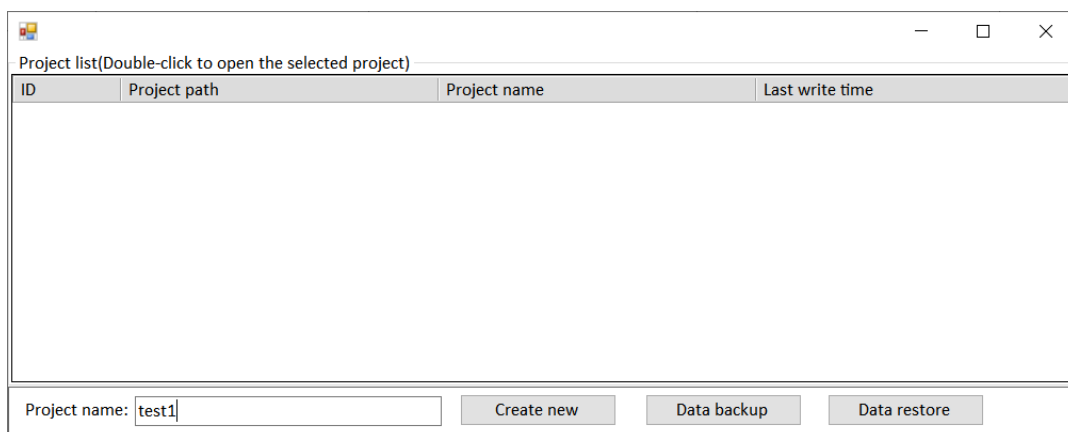 Project list(Double-click to open the selected project)
ID Project path Project name Last write time
Project name: test1 Create new Data backup Data restore